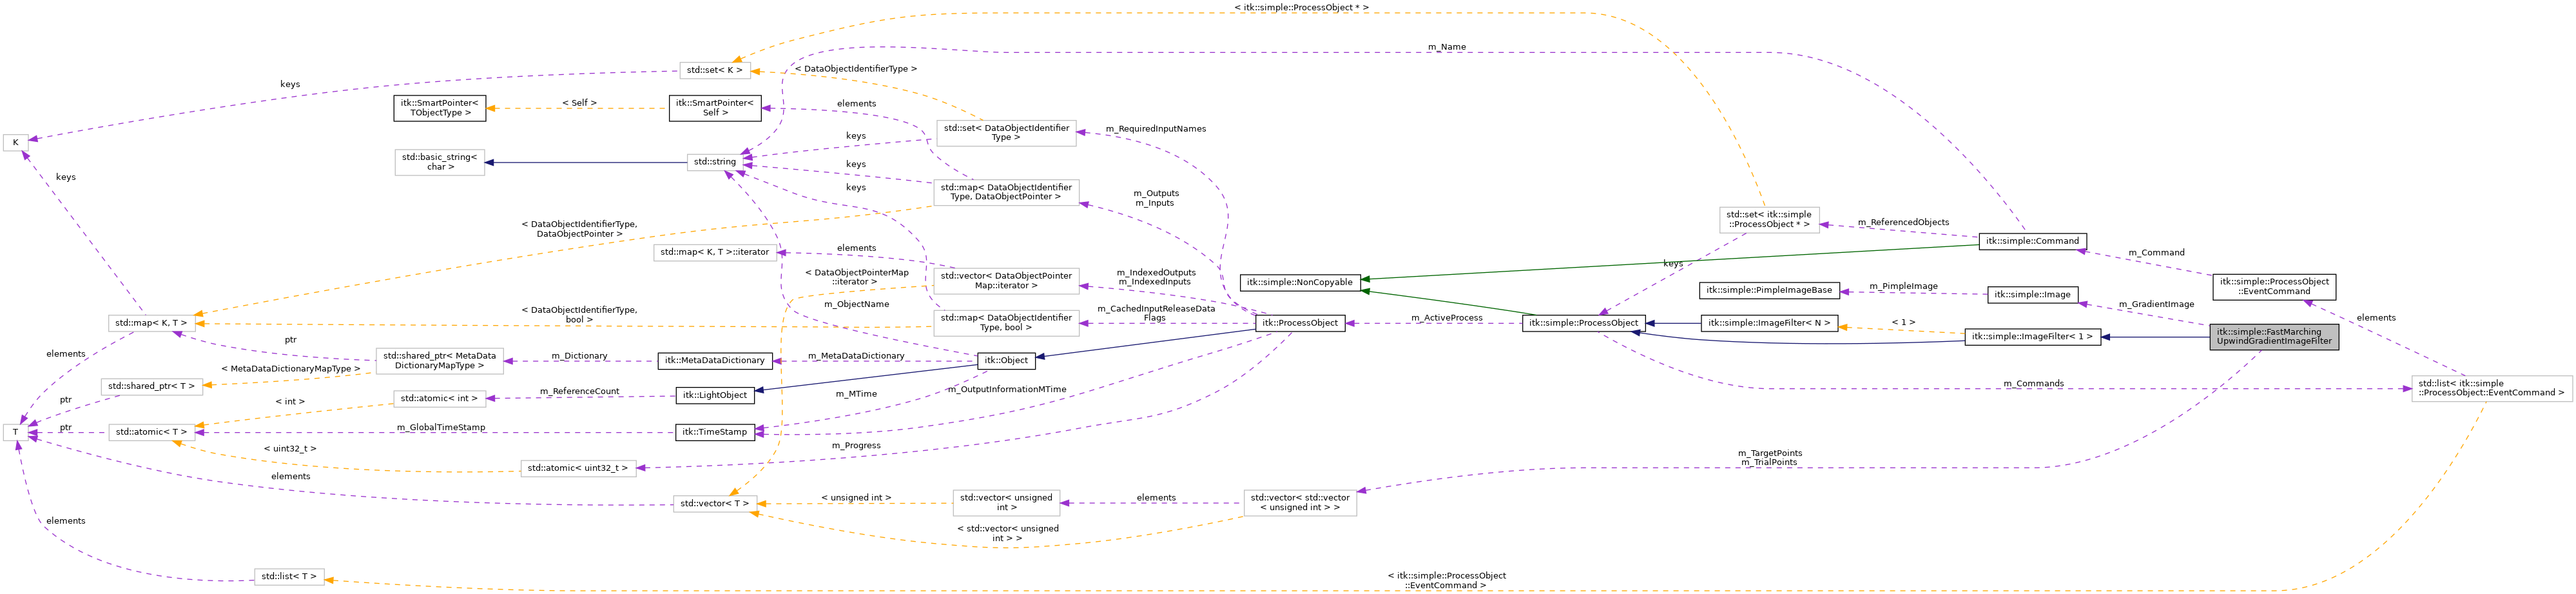 < itk::simple::ProcessObject * >
m_Name
std::set< K >
< DataObjectIdentifierType >
keys
itk::SmartPointer<
TObjectType >
< Self >
itk::SmartPointer<
Self >
elements
std::set< DataObjectIdentifier
Type >
m_RequiredInputNames
K
keys
std::basic_string<
char >
std::string
keys
keys
keys
std::map< DataObjectIdentifier
Type, DataObjectPointer >
m_Outputs
m_Inputs
std::set< itk::simple
::ProcessObject * >
m_ReferencedObjects
itk::simple::Command
m_Command
< DataObjectIdentifierType,
DataObjectPointer >
std::map< K, T >::iterator
elements
< DataObjectPointerMap
::iterator >
std::vector< DataObjectPointer
Map::iterator >
m_IndexedOutputs
m_IndexedInputs
itk::simple::NonCopyable
keys
itk::simple::PimpleImageBase
m_PimpleImage
itk::simple::Image
m_GradientImage
itk::simple::ProcessObject
::EventCommand
elements
m_ObjectName
std::map< K, T >
< DataObjectIdentifierType,
bool >
std::map< DataObjectIdentifier
Type, bool >
m_CachedInputReleaseData
Flags
itk::ProcessObject
m_ActiveProcess
itk::simple::ProcessObject
itk::simple::ImageFilter< N >
< 1 >
itk::simple::ImageFilter< 1 >
itk::simple::FastMarching
UpwindGradientImageFilter
elements
ptr
std::shared_ptr< MetaData
DictionaryMapType >
m_Dictionary
itk::MetaDataDictionary
m_MetaDataDictionary
itk::Object
< MetaDataDictionaryMapType >
std::shared_ptr< T >
ptr
< int >
std::atomic< int >
m_ReferenceCount
itk::LightObject
m_MTime
m_OutputInformationMTime
m_Commands
std::list< itk::simple
::ProcessObject::EventCommand >
T
ptr
std::atomic< T >
m_GlobalTimeStamp
itk::TimeStamp
< uint32_t >
std::atomic< uint32_t >
m_Progress
m_TargetPoints
m_TrialPoints
elements
std::vector< T >
< unsigned int >
std::vector< unsigned
int >
elements
std::vector< std::vector
< unsigned int > >
elements
< std::vector< unsigned
int > >
std::list< T >
< itk::simple::ProcessObject
::EventCommand >